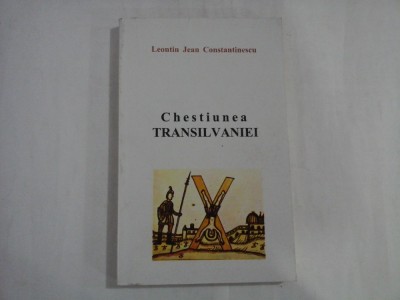 Leontin Jean Constantinescu
Chestiunea
TRANSILVANIEI